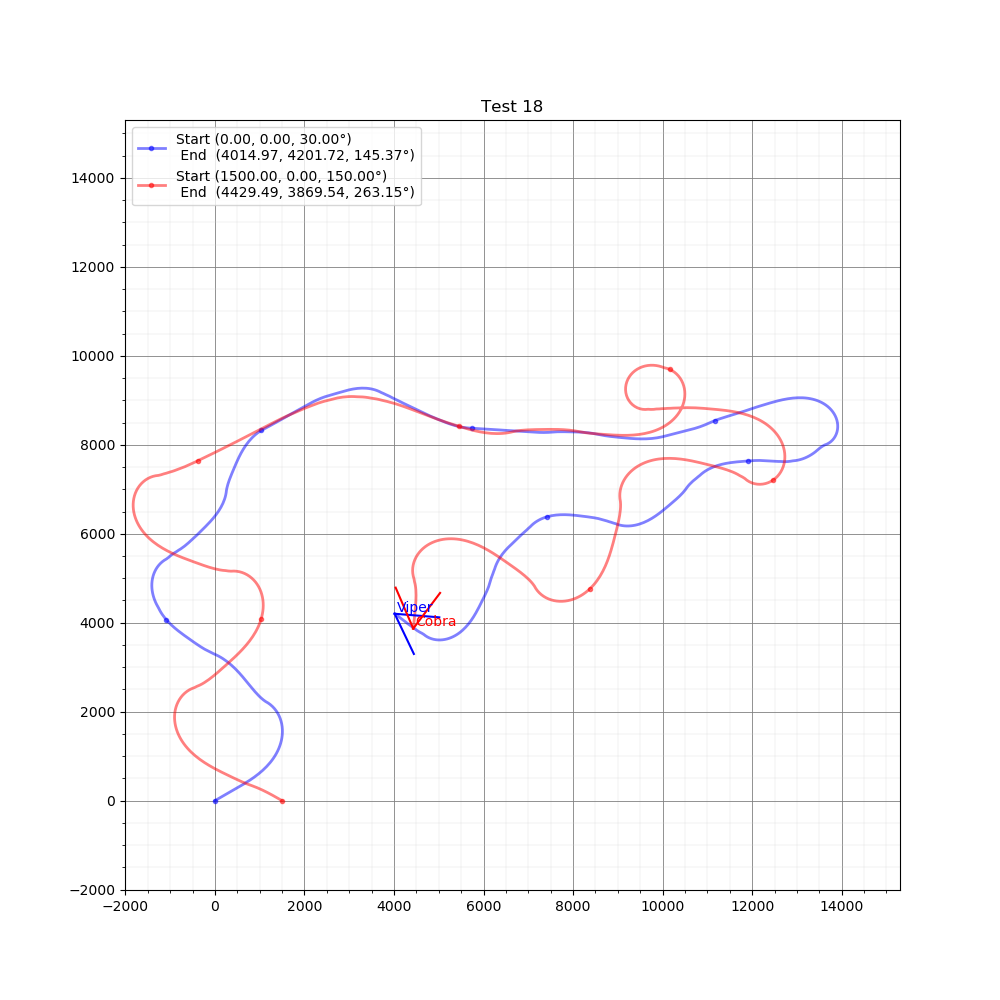 Test 18
Start (0.00, 0.00, 30.00°)
End (4014.97, 4201.72, 145.37°)
Start (1500.00, 0.00, 150.00°)
End (4429.49, 3869.54, 263.15°)
14000
12000
10000
8000
6000
4000
2000
0
−2000
Viper
Cobra
−2000 0 2000 4000 6000 8000 10000 12000 14000